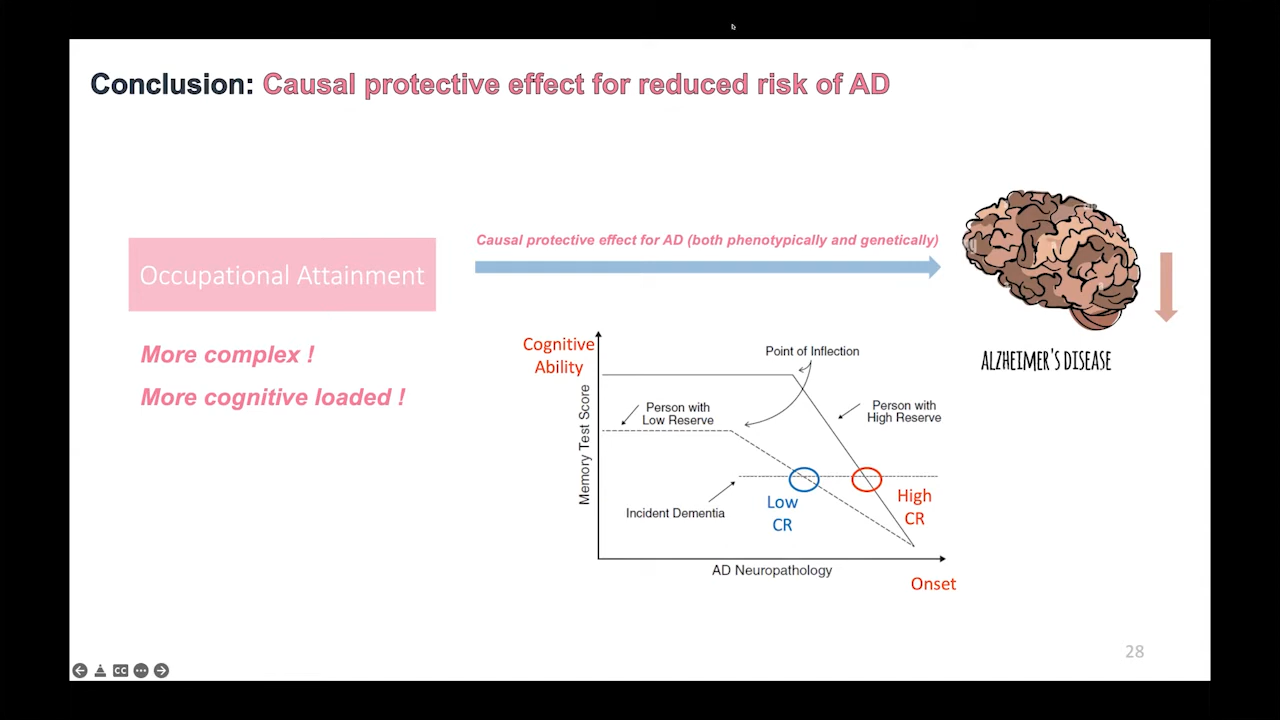 Conclusion: Causal protective effect for reduced risk of AD
Causal protective effect for AD (both phenotypically and genetically)
Occupational Attainment
More complex !
More cognitive loaded !
ALZHEIMER'S DISEASE
Cognitive
Ability
Memory Test Score
Point of Inflection
Person with
Low Reserve
Person with
High Reserve
Incident Dementia
Low
CR
High
CR
AD Neuropathology
Onset
28
CC